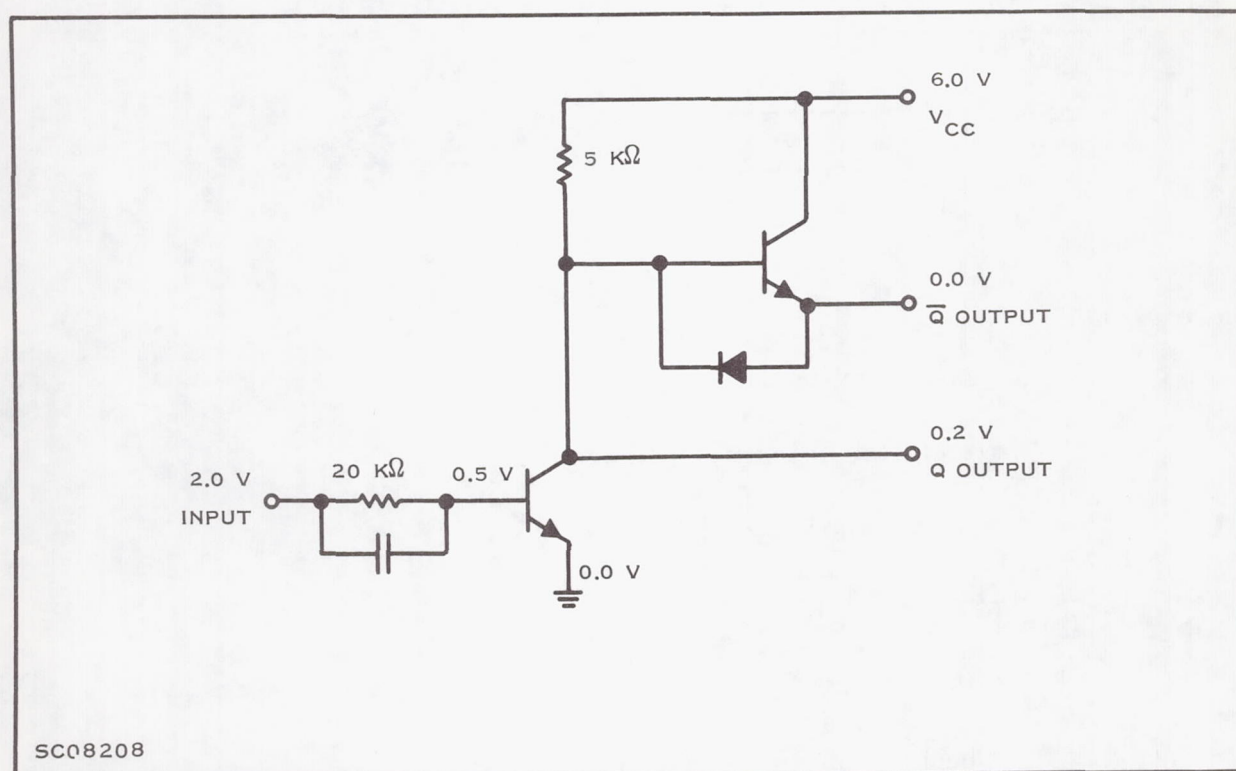 6.0 V
VCC
5 KΩ
0.0 V
Q̅ OUTPUT
0.2 V
Q OUTPUT
20 KΩ
0.5 V
2.0 V
INPUT
0.0 V
SC08208